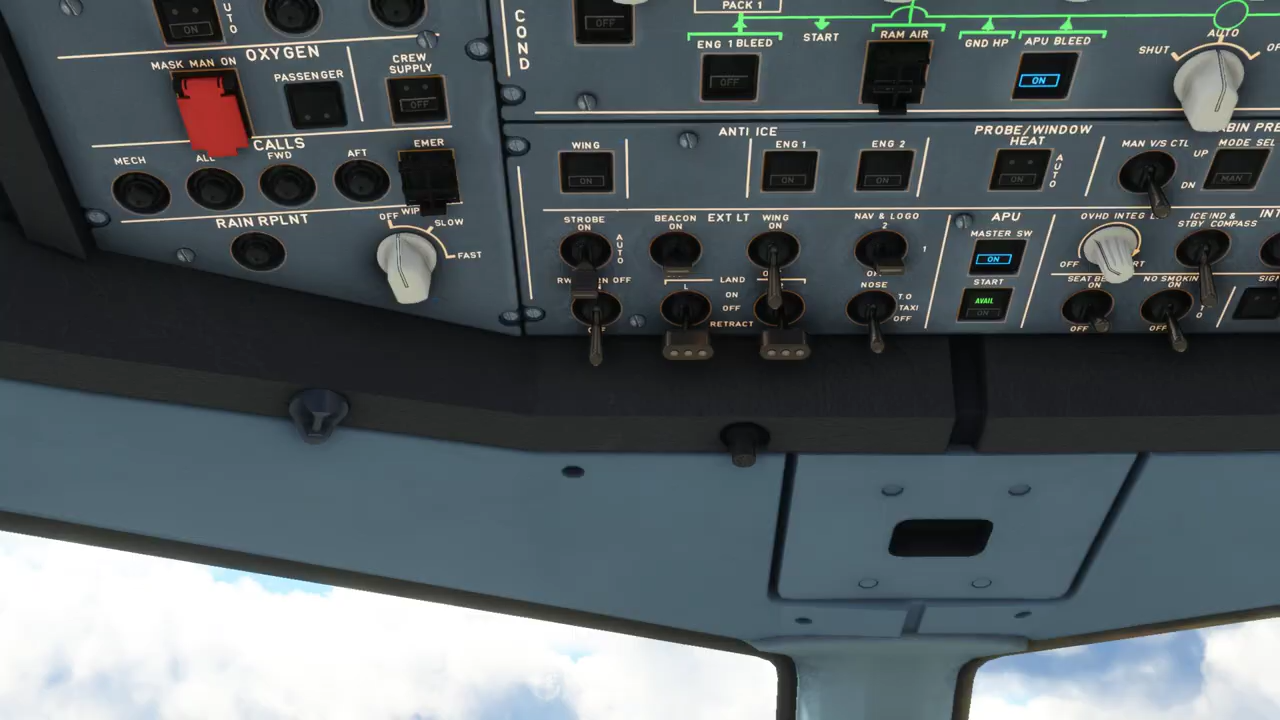 AUTO
ON
OXYGEN
MASK MAN ON
PASSENGER
CREW
SUPPLY
OFF
CALLS
MECH
ALL
FWD
AFT
EMER
RAIN RPLNT
WIP
OFF
SLOW
FAST
COND
OFF
PACK 1
ENG 1 BLEED
OFF
START
RAM AIR
GND HP
APU BLEED
ON
SHUT
AUTO
ANTI ICE
WING
ON
ENG 1
ON
ENG 2
ON
PROBE/WINDOW
HEAT
ON
AUTO
MAN V/S CTL
UP
DN
MODE SEL
MAN
EXT LT
STROBE
ON
AUTO
OFF
BEACON
ON
WING
ON
NAV & LOGO
2
1
RWY
LAND
L
ON
OFF
RETRACT
NOSE
T.O
TAXI
OFF
APU
MASTER SW
ON
START
AVAIL
ON
OVHD INTEG
OFF
ICE IND &
STBY COMPASS
ON
OFF
NO SMOKIN
ON
OFF